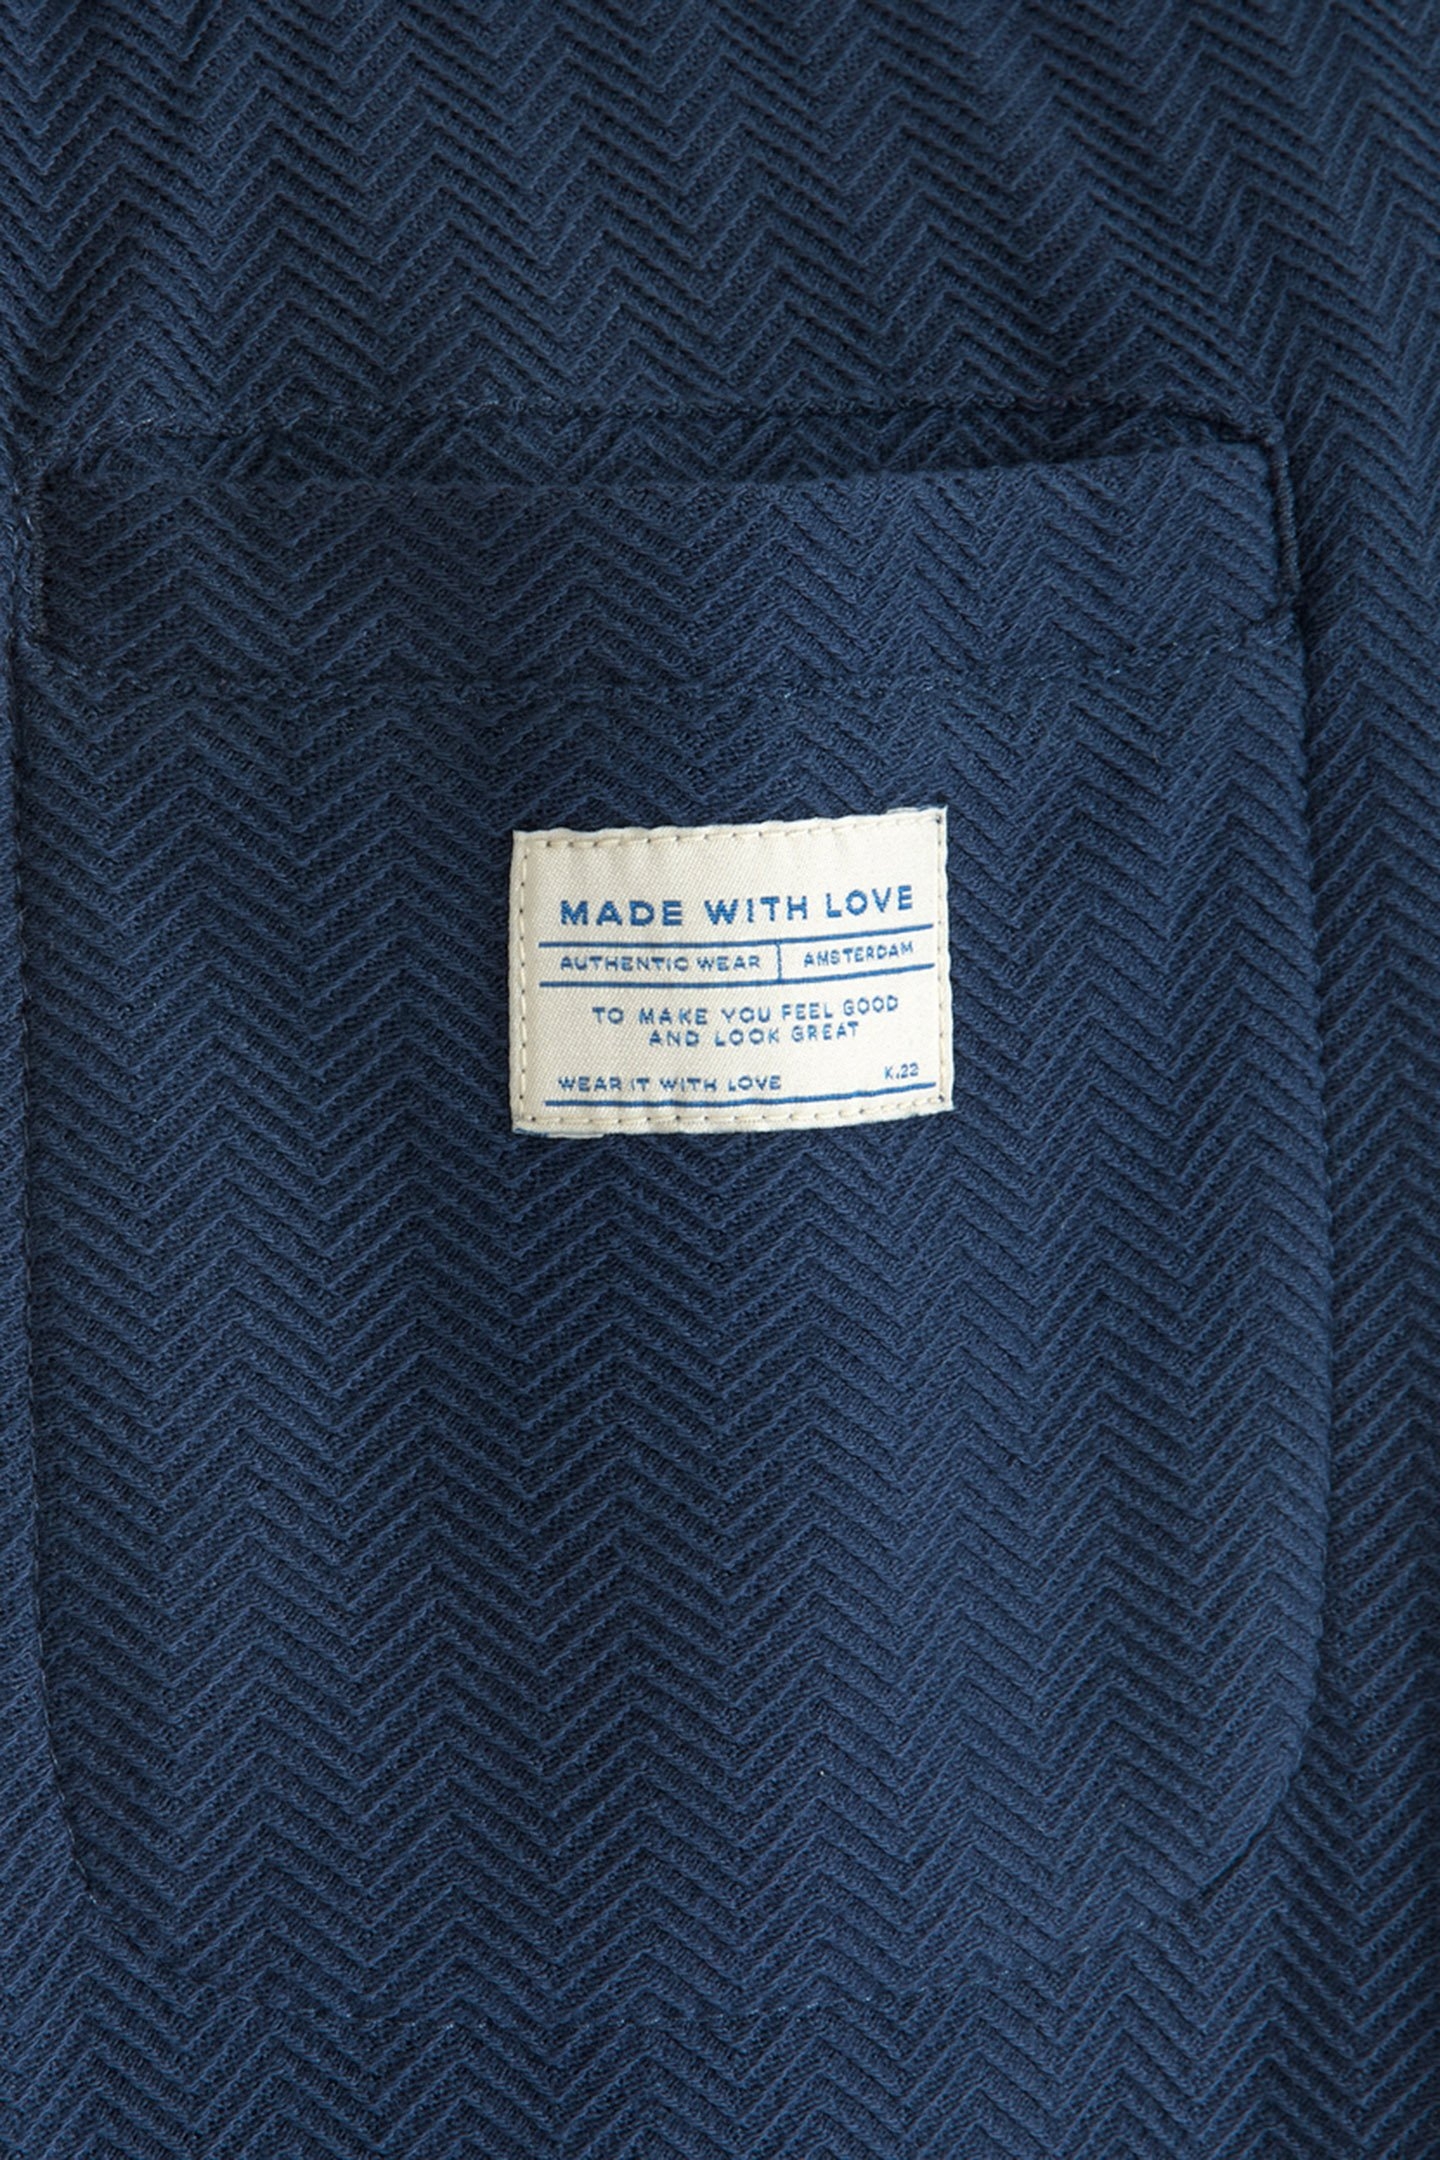 MADE WITH LOVE
AUTHENTIC WEAR AMSTERDAM
TO MAKE YOU FEEL GOOD
AND LOOK GREAT
WEAR IT WITH LOVE K.22